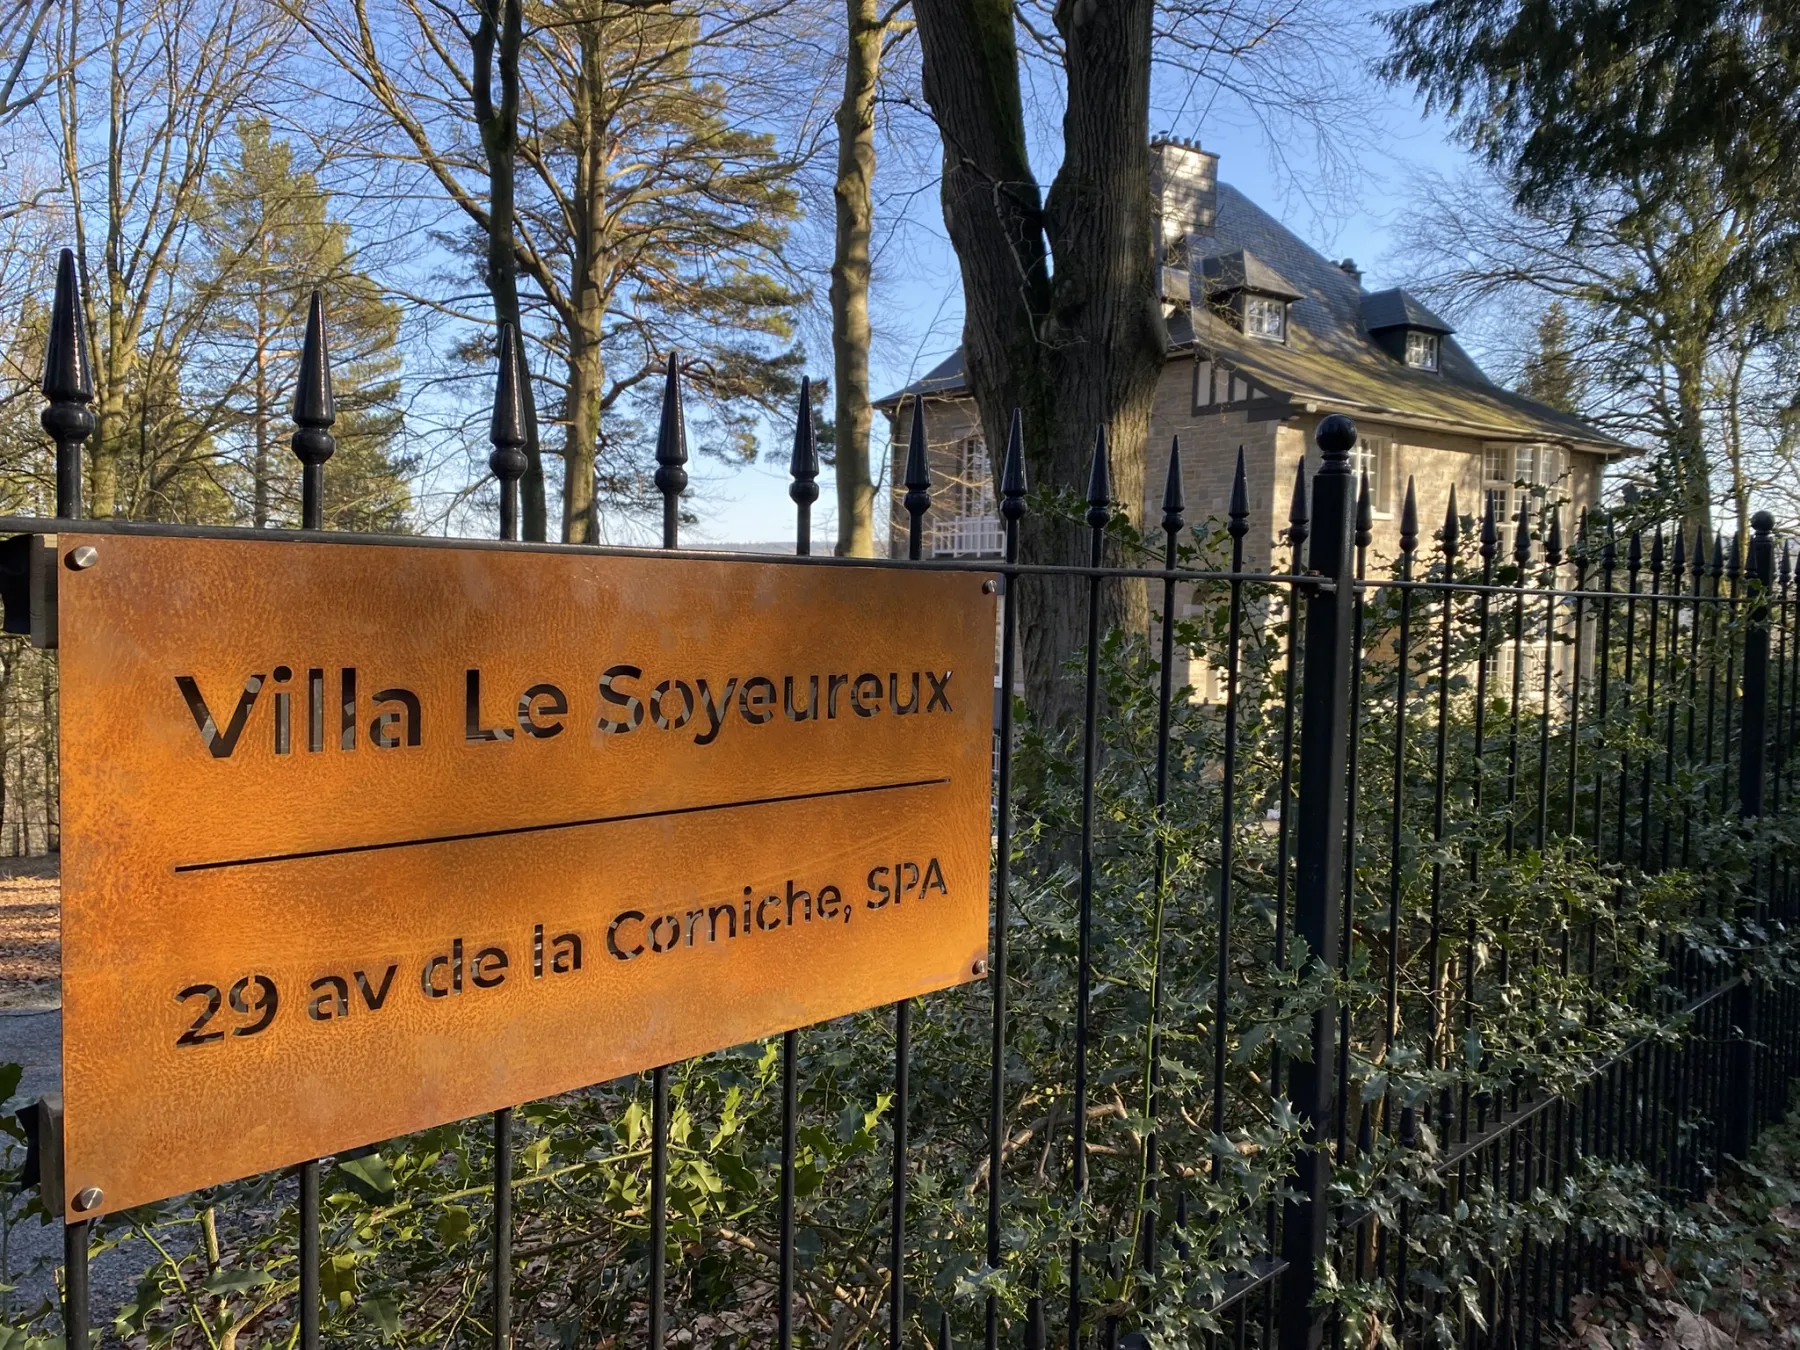 Villa Le Soyeureux
29 av de la Corniche, SPA